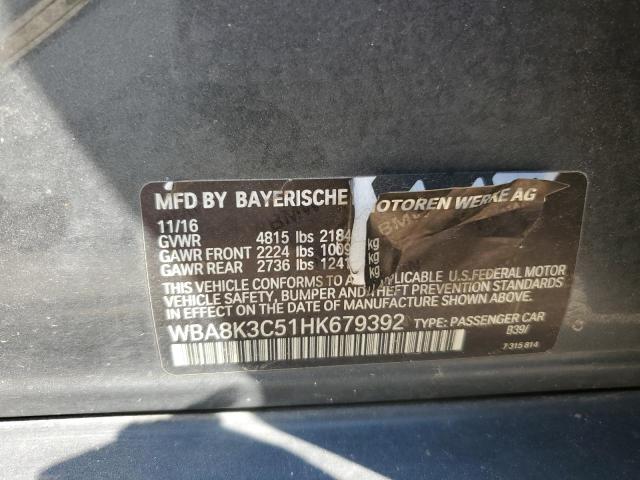 MFD BY BAYERISCHE MOTOREN WERKE AG
11/16
GVWR 4815 lbs 2184 kg
GAWR FRONT 2224 lbs 1009 kg
GAWR REAR 2736 lbs 1241 kg
THIS VEHICLE CONFORMS TO ALL APPLICABLE U.S.FEDERAL MOTOR
VEHICLE SAFETY, BUMPER AND THEFT PREVENTION STANDARDS
IN EFFECT ON THE DATE OF MANUFACTURE SHOWN ABOVE.
WBA8K3C51HK679392 TYPE: PASSENGER CAR
B39/
7 315 814